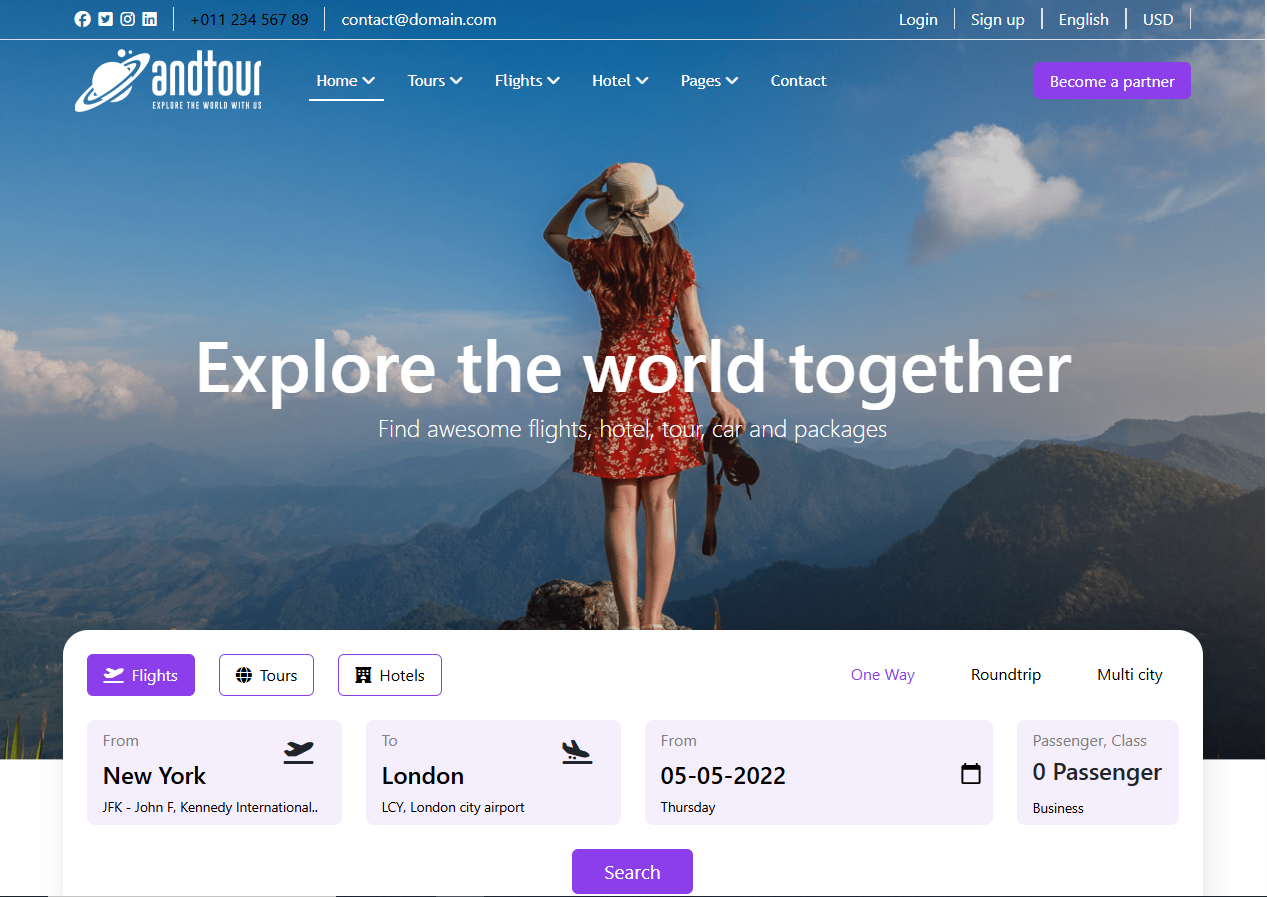 +011 234 567 89 contact@domain.com Login Sign up English USD
andtour
EXPLORE THE WORLD WITH US
Home Tours Flights Hotel Pages Contact Become a partner
Explore the world together
Find awesome flights, hotel, tour, car and packages
Flights Tours Hotels One Way Roundtrip Multi city
From
New York
JFK - John F, Kennedy International..
To
London
LCY, London city airport
From
05-05-2022
Thursday
Passenger, Class
0 Passenger
Business
Search